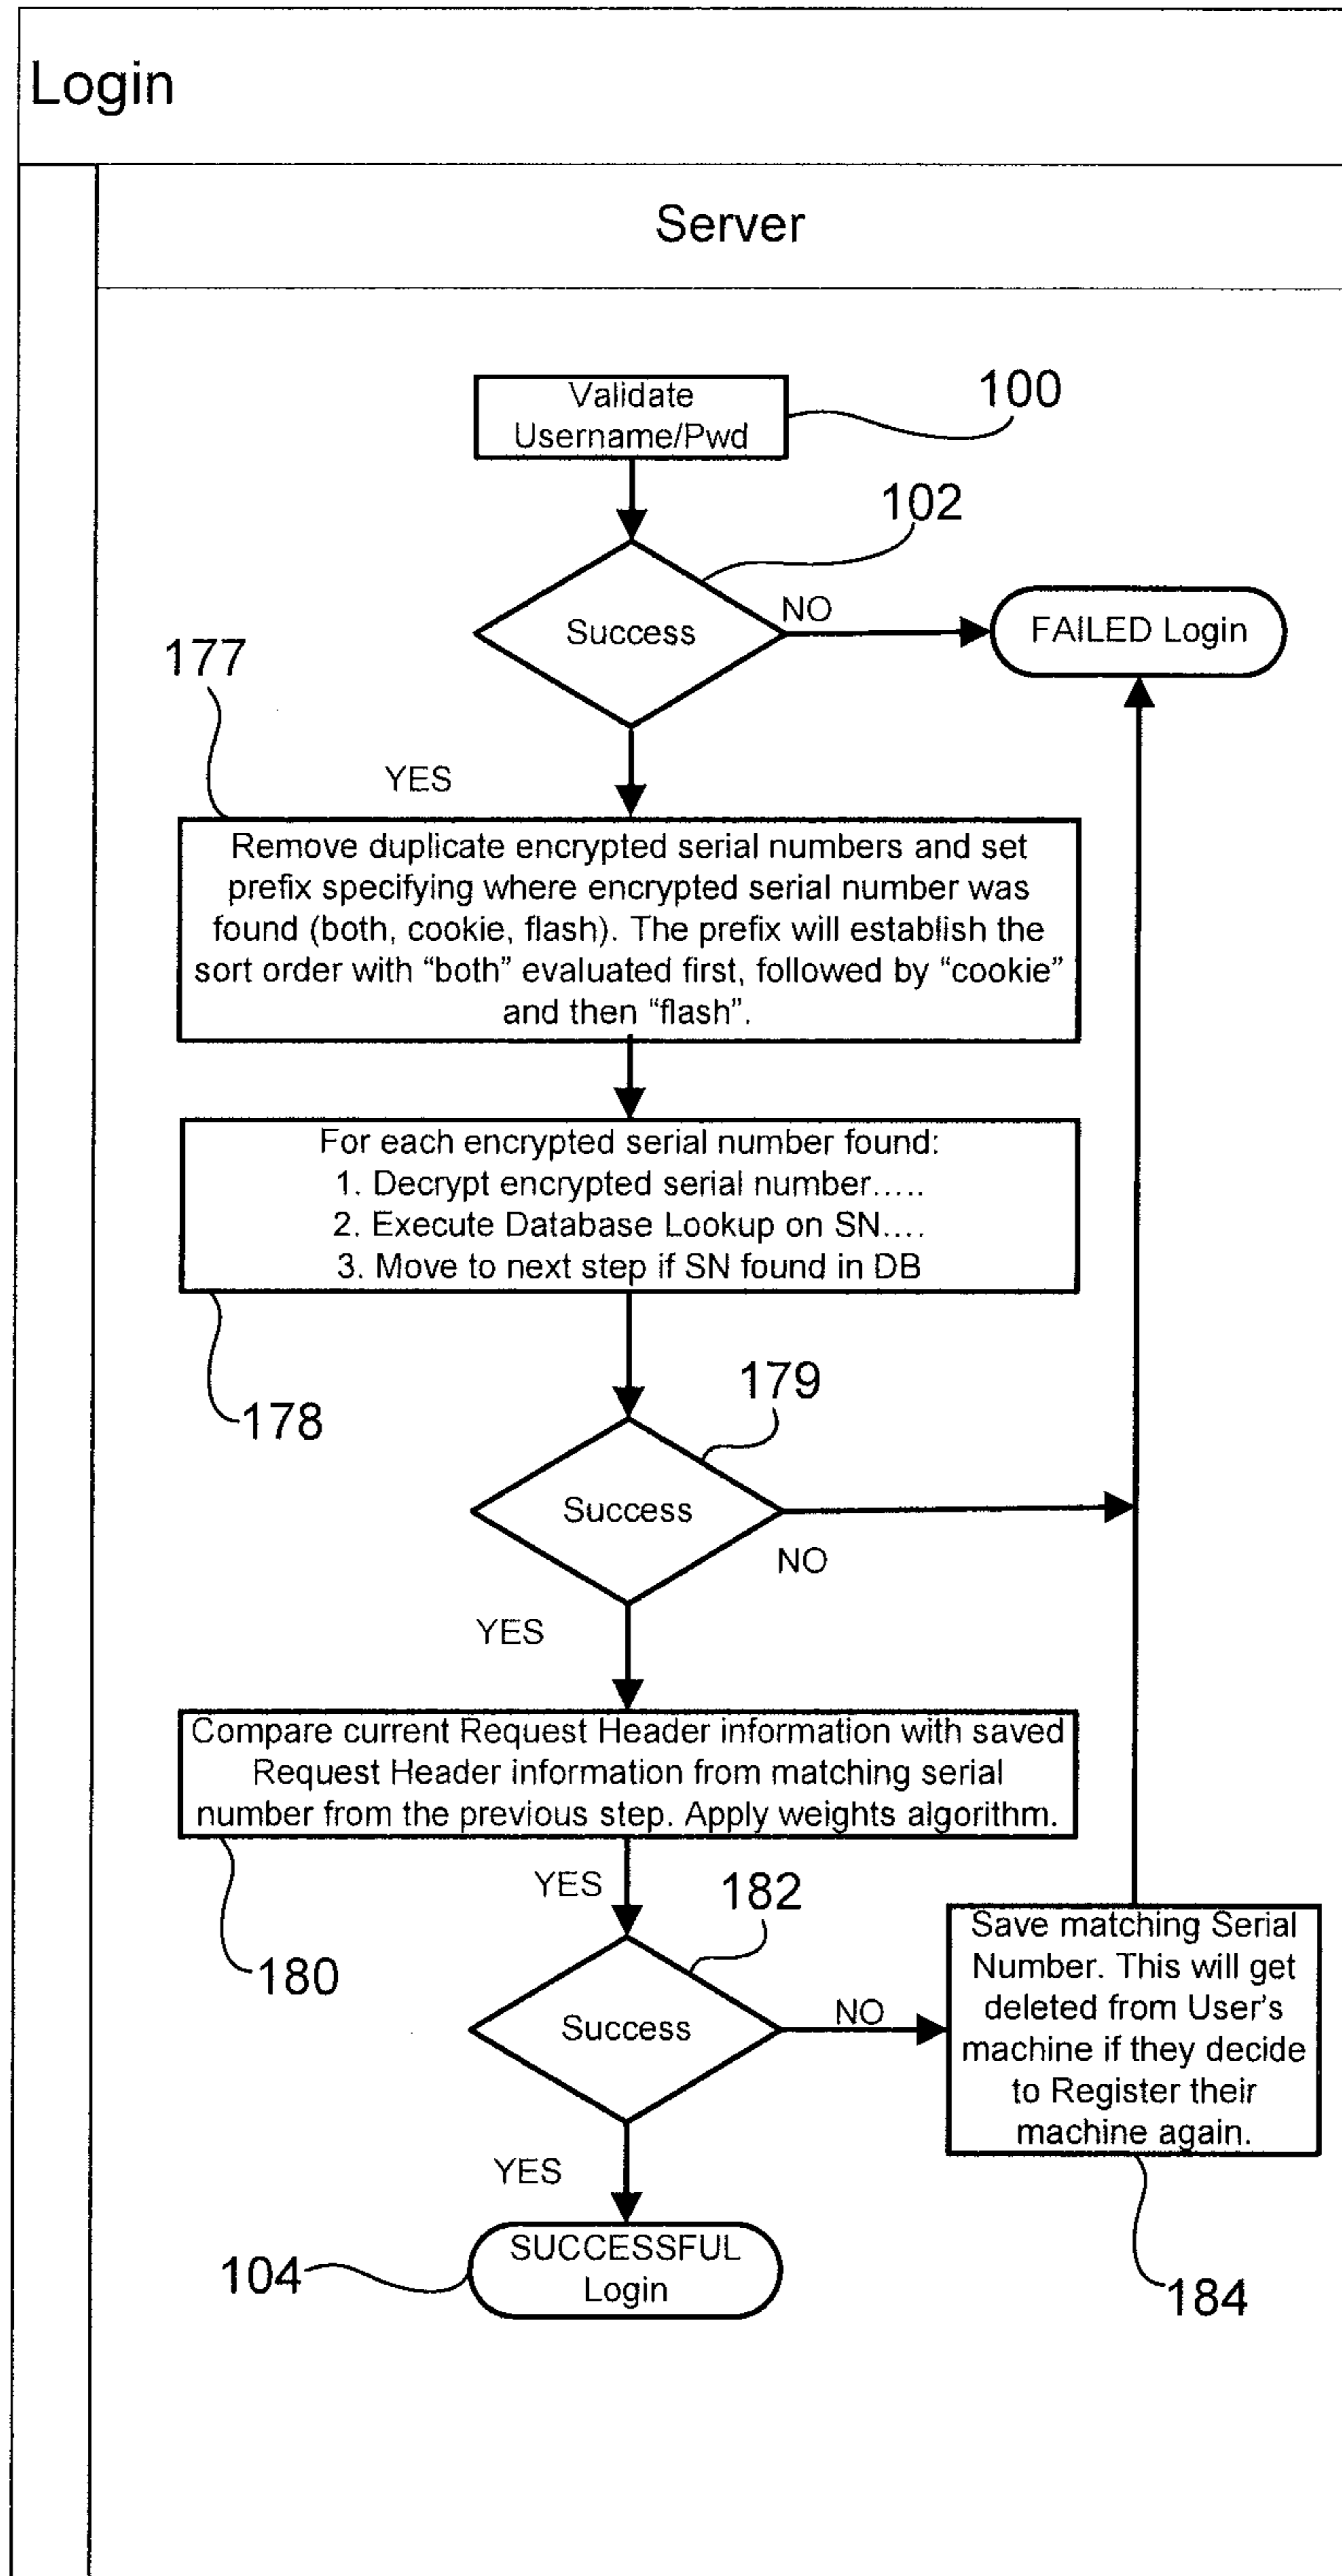 Login
Server
Validate
Username/Pwd
100
102
Success
NO
FAILED Login
177
YES
Remove duplicate encrypted serial numbers and set
prefix specifying where encrypted serial number was
found (both, cookie, flash). The prefix will establish the
sort order with “both” evaluated first, followed by “cookie”
and then “flash”.
For each encrypted serial number found:
1. Decrypt encrypted serial number.....
2. Execute Database Lookup on SN....
3. Move to next step if SN found in DB
178
179
Success
NO
YES
Compare current Request Header information with saved
Request Header information from matching serial
number from the previous step. Apply weights algorithm.
180
YES
182
Success
NO
Save matching Serial
Number. This will get
deleted from User’s
machine if they decide
to Register their
machine again.
184
YES
104
SUCCESSFUL
Login